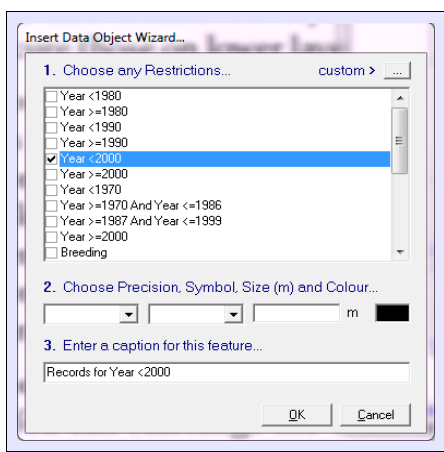 Insert Data Object Wizard...
1. Choose any Restrictions... custom > ...
Year <1980
Year >=1980
Year <1990
Year >=1990
Year <2000
Year >=2000
Year <1970
Year >=1970 And Year <=1986
Year >=1987 And Year <=1999
Year >=2000
Breeding
2. Choose Precision, Symbol, Size (m) and Colour...
m
3. Enter a caption for this feature...
Records for Year <2000
OK Cancel